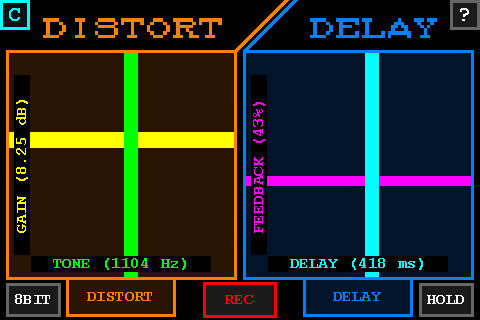 C
DISTORT
DELAY
?
GAIN (8.25 dB)
TONE (1104 Hz)
FEEDBACK (43%)
DELAY (418 ms)
8BIT
DISTORT
REC
DELAY
HOLD